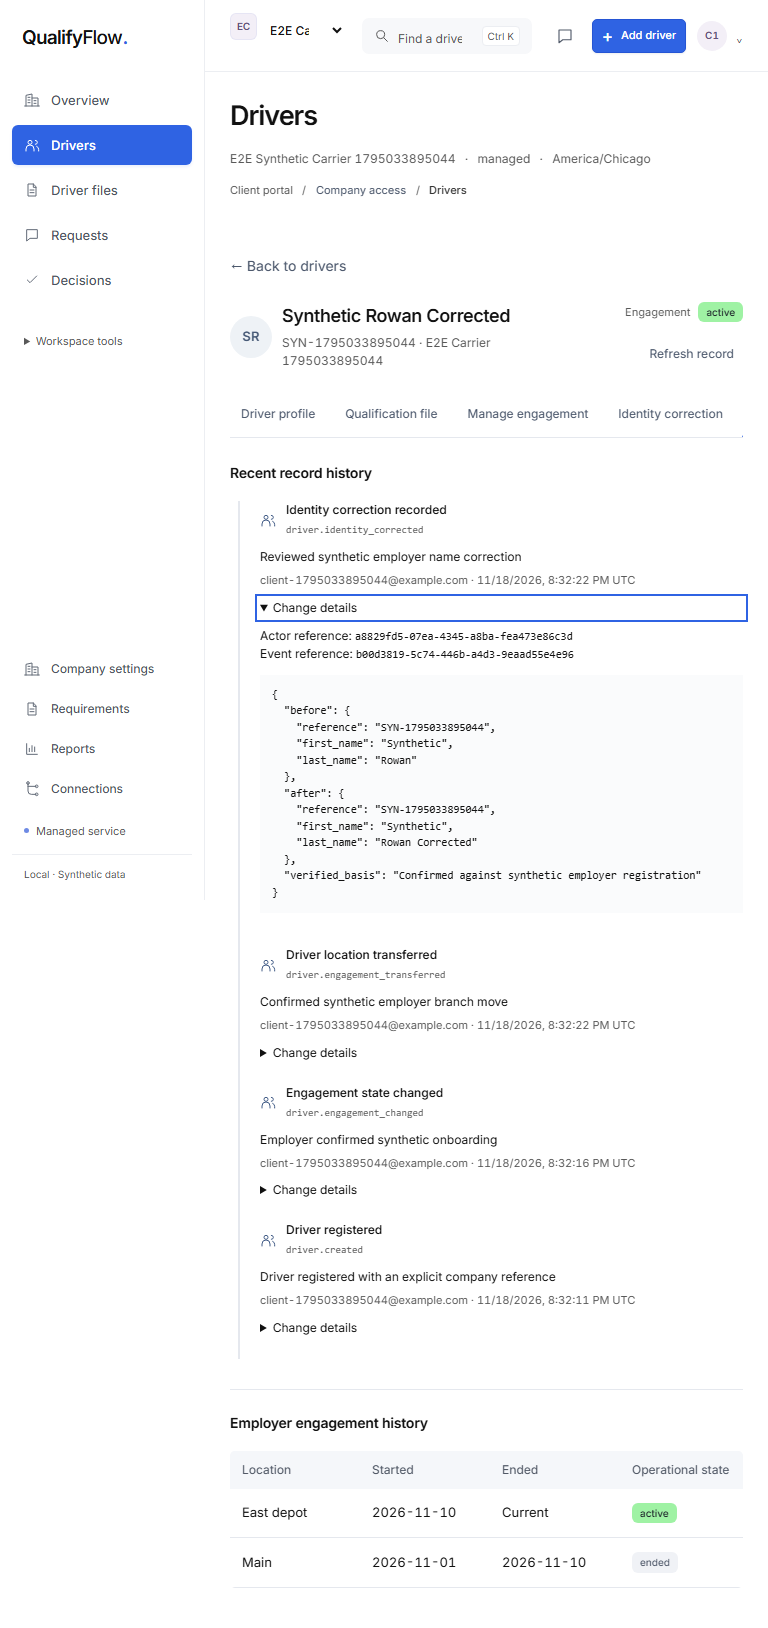 QualifyFlow.
Overview
Drivers
Driver files
Requests
Decisions
Workspace tools
Company settings
Requirements
Reports
Connections
Managed service
Local · Synthetic data
EC
E2E Ca
Find a drive
Ctrl K
+ Add driver
C1
Drivers
E2E Synthetic Carrier 1795033895044 · managed · America/Chicago
Client portal / Company access / Drivers
← Back to drivers
SR
Synthetic Rowan Corrected
SYN-1795033895044 · E2E Carrier
1795033895044
Engagement active
Refresh record
Driver profile Qualification file Manage engagement Identity correction
Recent record history
Identity correction recorded
driver.identity_corrected
Reviewed synthetic employer name correction
client-1795033895044@example.com · 11/18/2026, 8:32:22 PM UTC
Change details
Actor reference: a8829fd5-07ea-4345-a8ba-fea473e86c3d
Event reference: b00d3819-5c74-446b-a4d3-9eaad55e4e96
{
"before": {
"reference": "SYN-1795033895044",
"first_name": "Synthetic",
"last_name": "Rowan"
},
"after": {
"reference": "SYN-1795033895044",
"first_name": "Synthetic",
"last_name": "Rowan Corrected"
},
"verified_basis": "Confirmed against synthetic employer registration"
}
Driver location transferred
driver.engagement_transferred
Confirmed synthetic employer branch move
client-1795033895044@example.com · 11/18/2026, 8:32:22 PM UTC
Change details
Engagement state changed
driver.engagement_changed
Employer confirmed synthetic onboarding
client-1795033895044@example.com · 11/18/2026, 8:32:16 PM UTC
Change details
Driver registered
driver.created
Driver registered with an explicit company reference
client-1795033895044@example.com · 11/18/2026, 8:32:11 PM UTC
Change details
Employer engagement history
Location Started Ended Operational state
East depot 2026-11-10 Current active
Main 2026-11-01 2026-11-10 ended